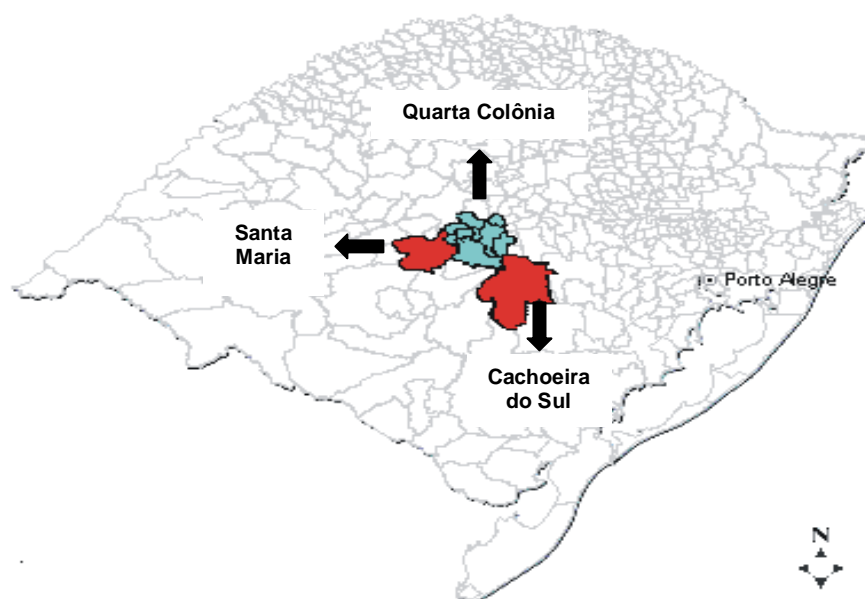 Quarta Colônia
Santa
Maria
Porto Alegre
Cachoeira
do Sul
N